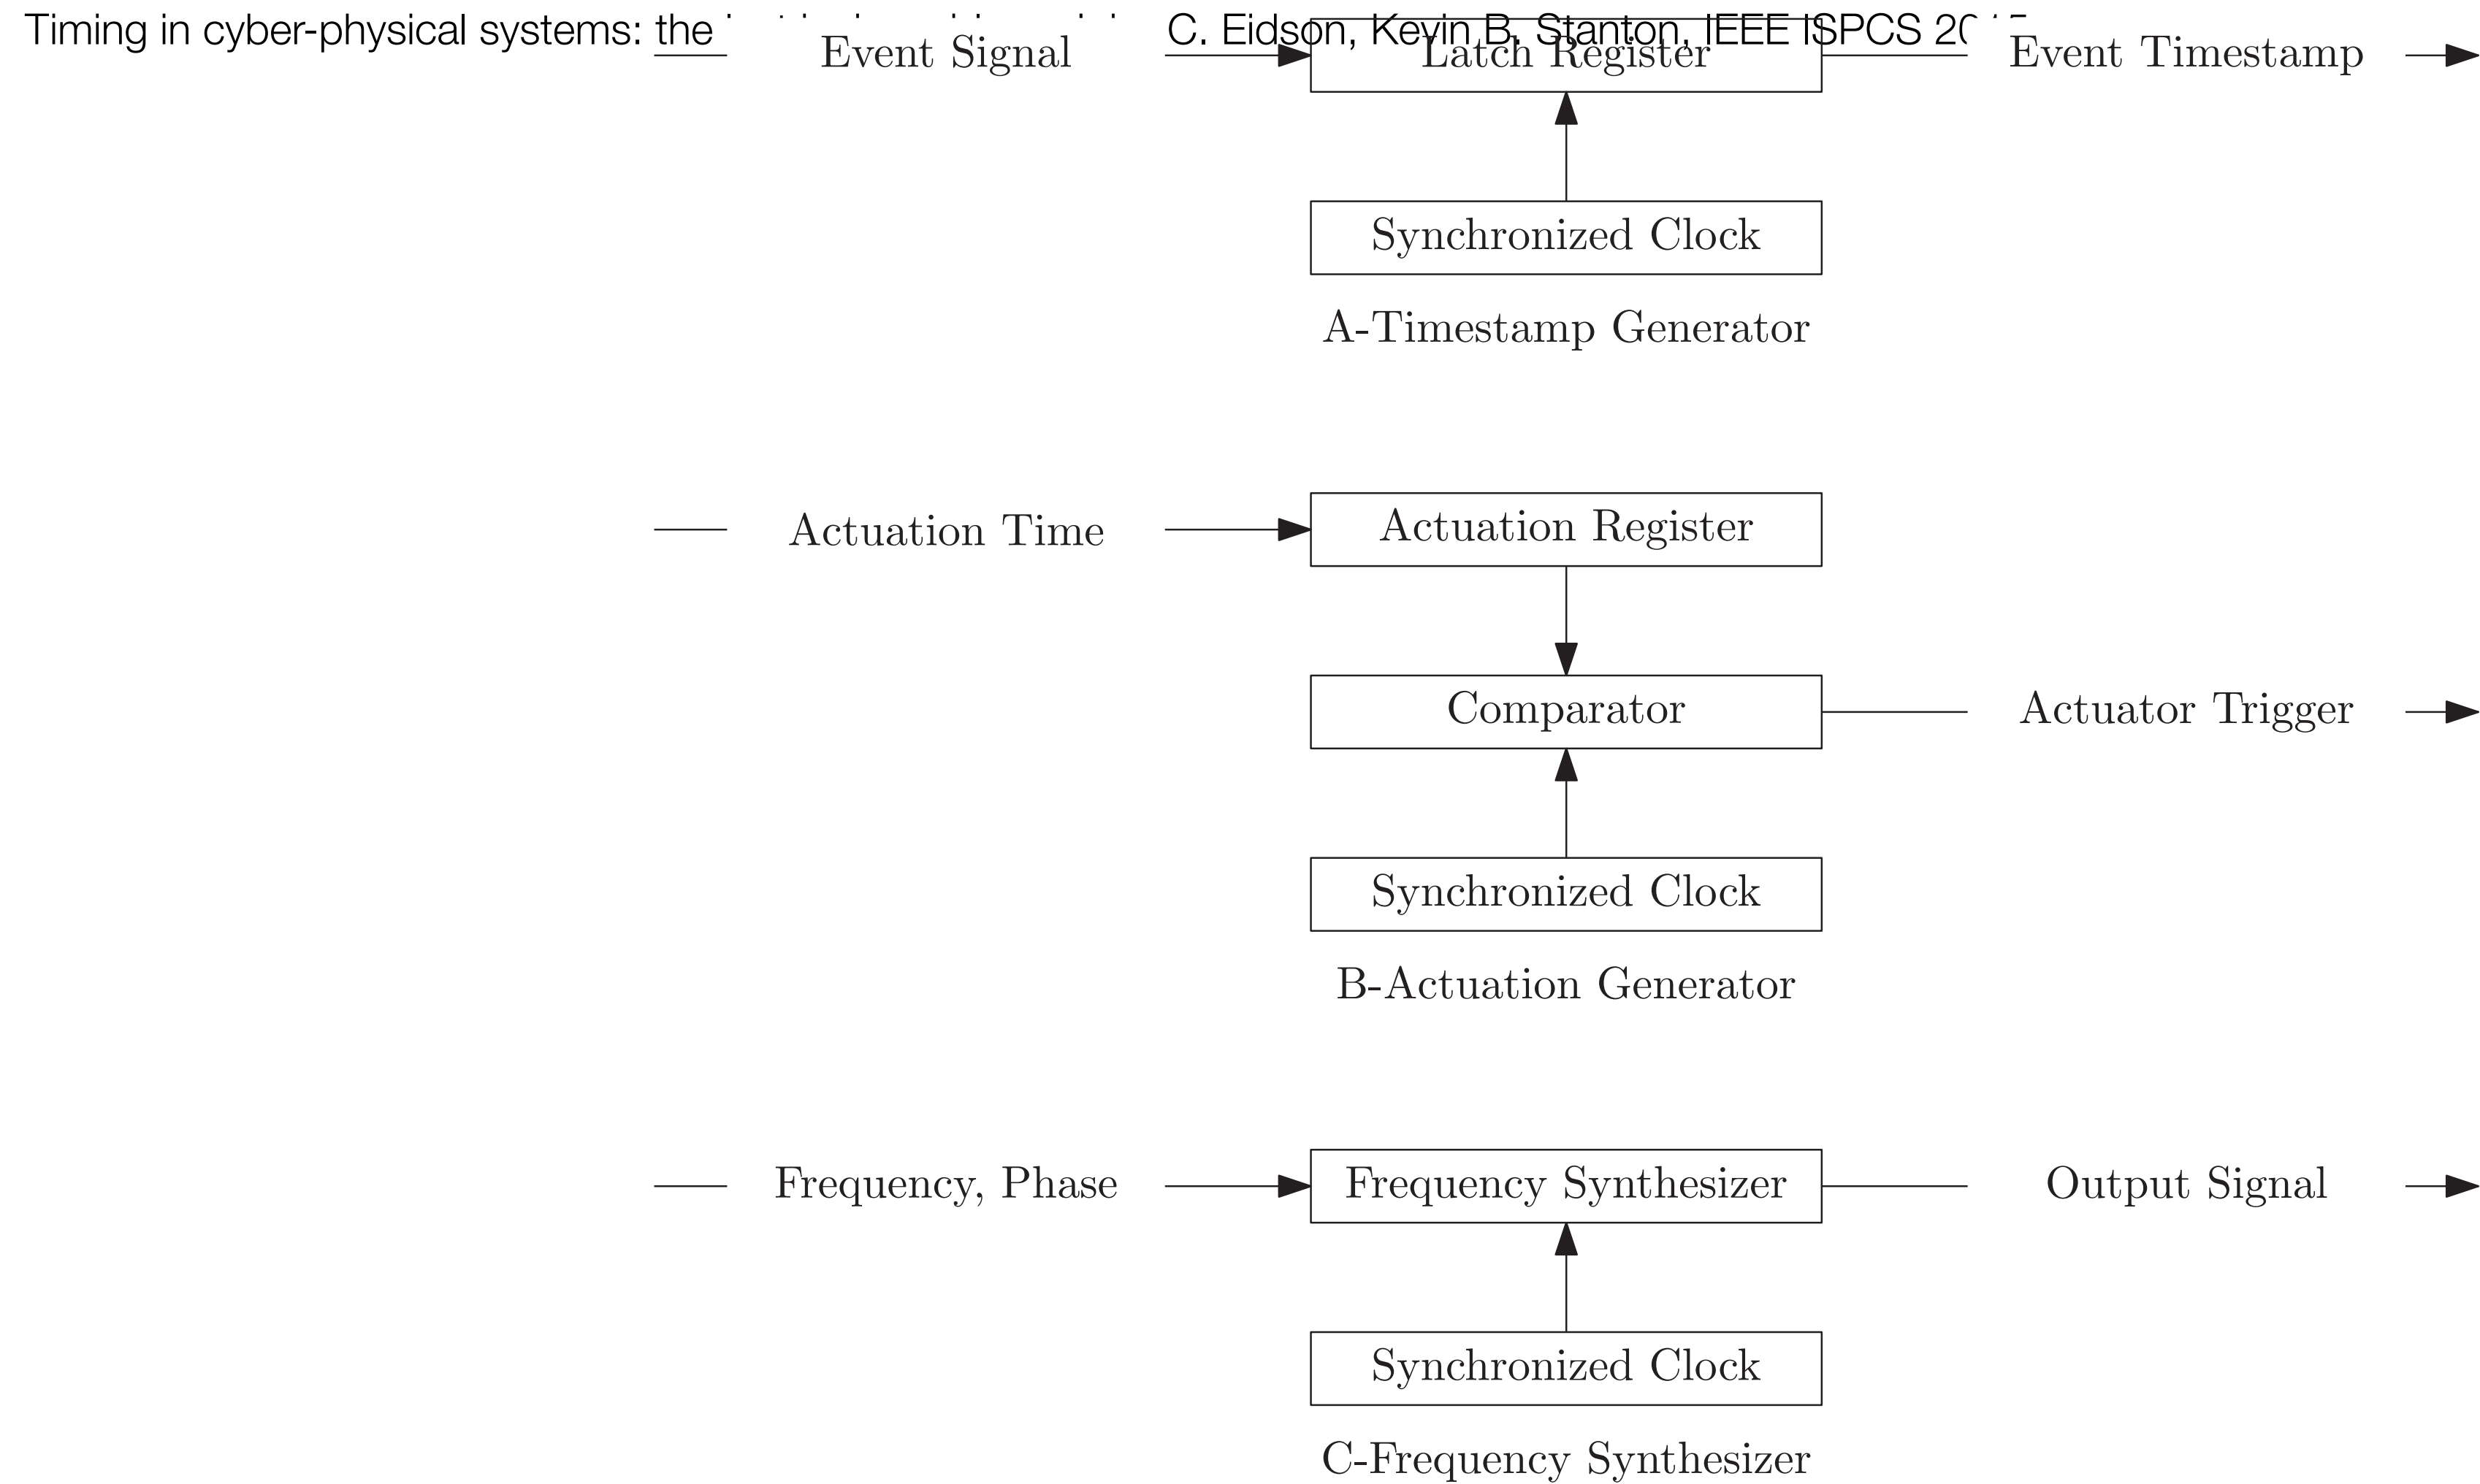 Timing in cyber-physical systems: the C. Eidson, Kevin B. Stanton, IEEE ISPCS
Event Signal
Latch Register
Event Timestamp
Synchronized Clock
A-Timestamp Generator
Actuation Time
Actuation Register
Comparator
Actuator Trigger
Synchronized Clock
B-Actuation Generator
Frequency, Phase
Frequency Synthesizer
Output Signal
Synchronized Clock
C-Frequency Synthesizer